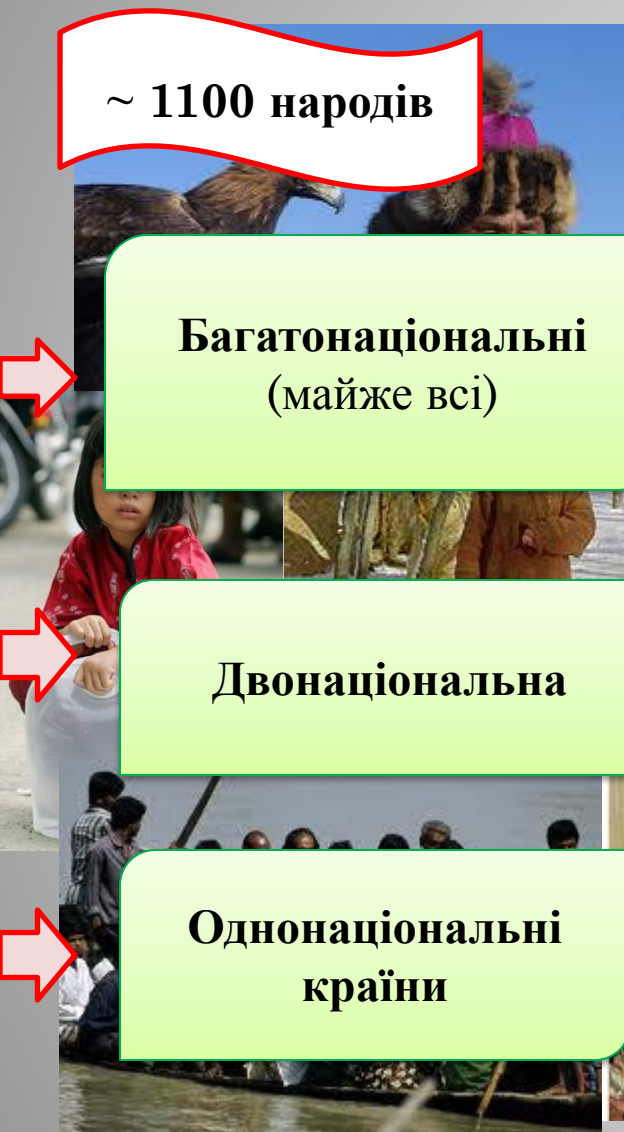 ~ 1100 народів
Багатонаціональні
(майже всі)
Двонаціональна
Однонаціональні
країни